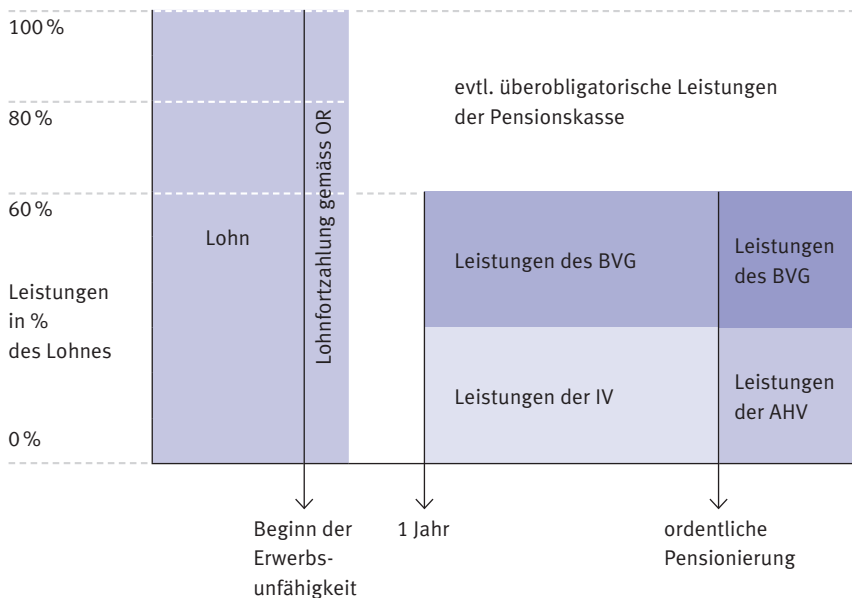 100 %
80 %
60 %
Leistungen
in %
des Lohnes
0 %
Lohn
Lohnfortzahlung gemäss OR
evtl. überobligatorische Leistungen
der Pensionskasse
Leistungen des BVG
Leistungen
des BVG
Leistungen der IV
Leistungen
der AHV
Beginn der
Erwerbs-
unfähigkeit
1 Jahr
ordentliche
Pensionierung